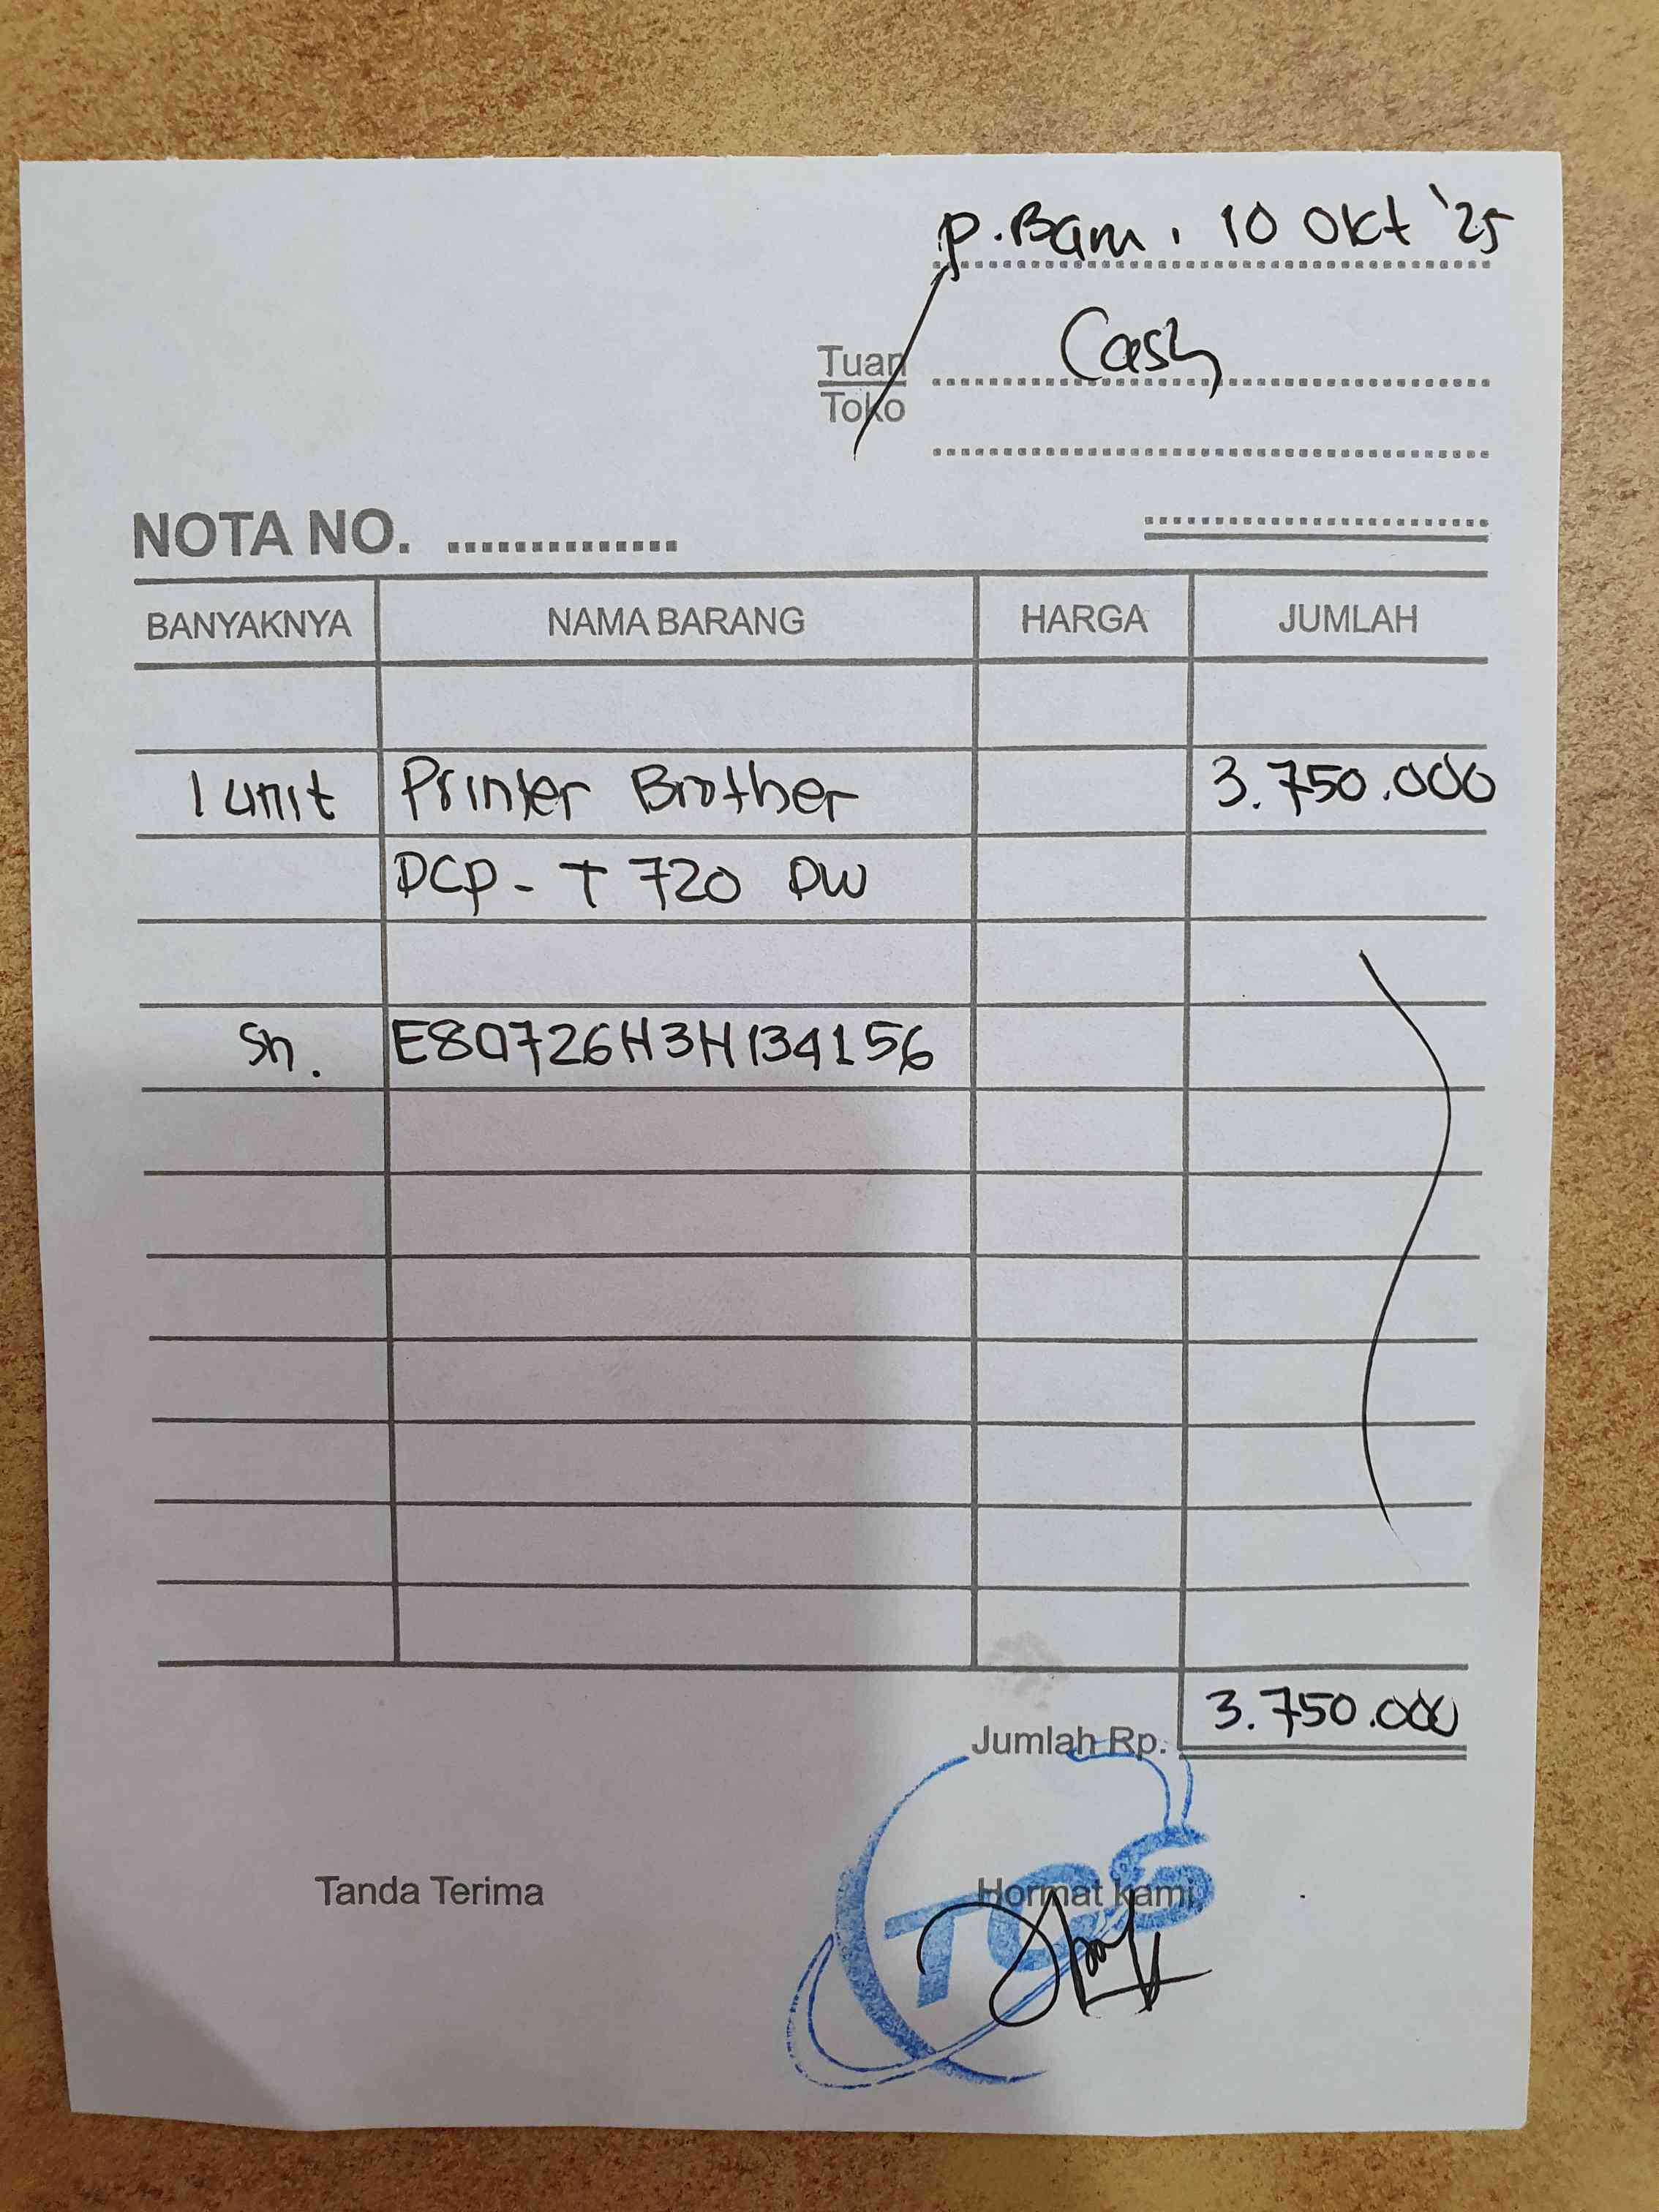 P. Bam, 10 Okt '25
Tuan
Toko
Cash
NOTA NO. ..............
BANYAKNYA NAMA BARANG HARGA JUMLAH
1 unit Printer Brother 3.750.000
DCP - T 720 DW
Sn. E80726H3H134156
Jumlah Rp. 3.750.000
Tanda Terima Hormat kami,
TCS